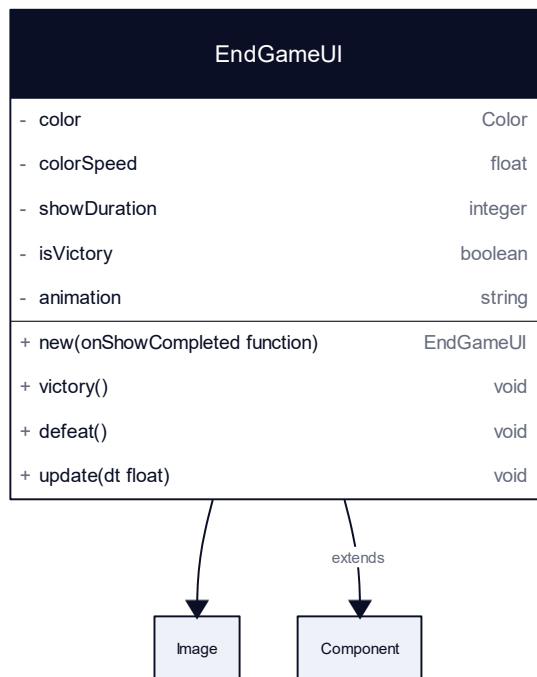 EndGameUI
- color Color
- colorSpeed float
- showDuration integer
- isVictory boolean
- animation string
+ new(onShowCompleted function) EndGameUI
+ victory() void
+ defeat() void
+ update(dt float) void
extends
Image Component